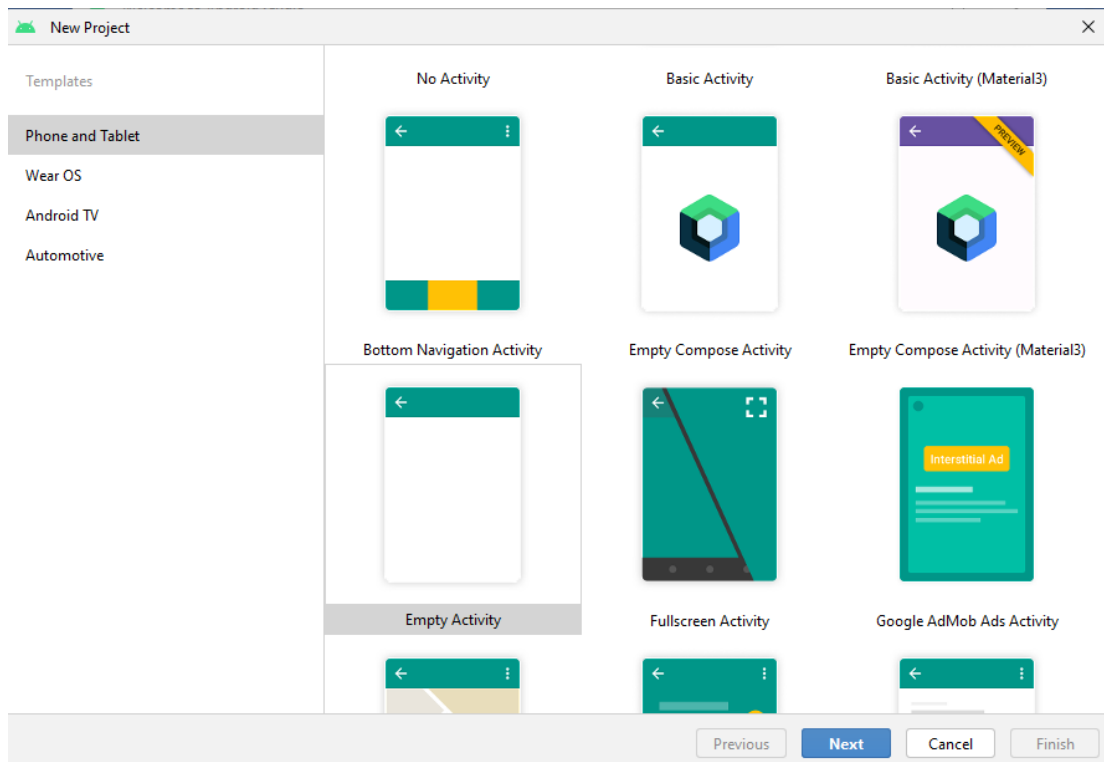 New Project
Templates
Phone and Tablet
Wear OS
Android TV
Automotive
No Activity
Basic Activity
Basic Activity (Material3)
PREVIEW
Bottom Navigation Activity
Empty Compose Activity
Empty Compose Activity (Material3)
Interstitial Ad
Empty Activity
Fullscreen Activity
Google AdMob Ads Activity
Previous
Next
Cancel
Finish